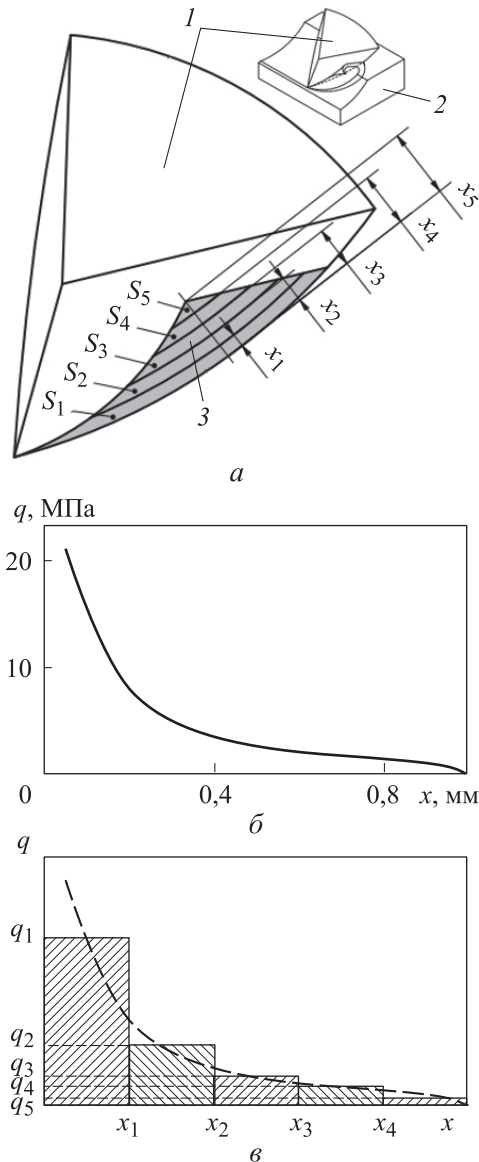 1
2
x₅
x₄
x₃
x₂
x₁
S₅
S₄
S₃
S₂
S₁
3
а
q, МПа
20
10
0
0,4
0,8
x, мм
б
q
q₁
q₂
q₃
q₄
q₅
x₁
x₂
x₃
x₄
x
в